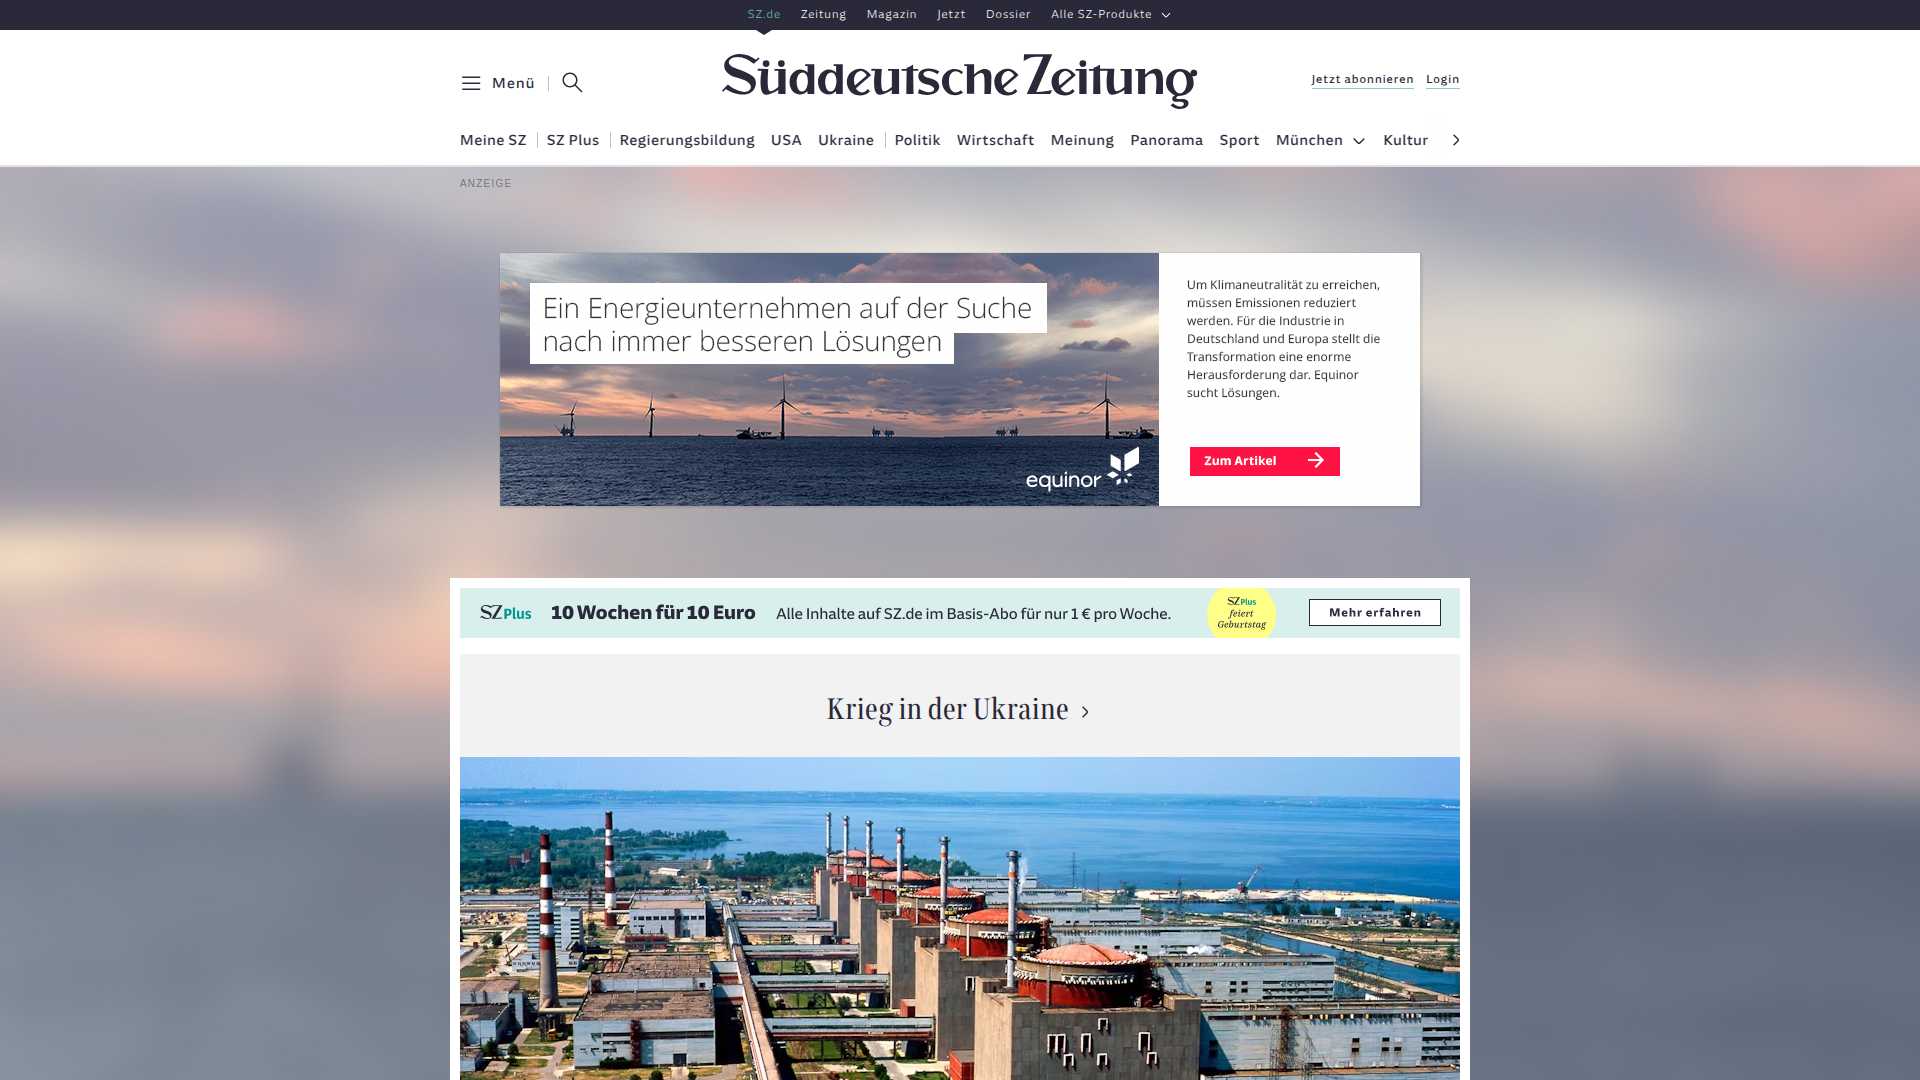 SZ.de Zeitung Magazin Jetzt Dossier Alle SZ-Produkte
Menü
Süddeutsche Zeitung
Jetzt abonnieren Login
Meine SZ SZ Plus Regierungsbildung USA Ukraine Politik Wirtschaft Meinung Panorama Sport München Kultur
ANZEIGE
Ein Energieunternehmen auf der Suche
nach immer besseren Lösungen
equinor
Um Klimaneutralität zu erreichen,
müssen Emissionen reduziert
werden. Für die Industrie in
Deutschland und Europa stellt die
Transformation eine enorme
Herausforderung dar. Equinor
sucht Lösungen.
Zum Artikel
SZ Plus 10 Wochen für 10 Euro Alle Inhalte auf SZ.de im Basis-Abo für nur 1 € pro Woche.
SZ Plus
feiert
Geburtstag
Mehr erfahren
Krieg in der Ukraine